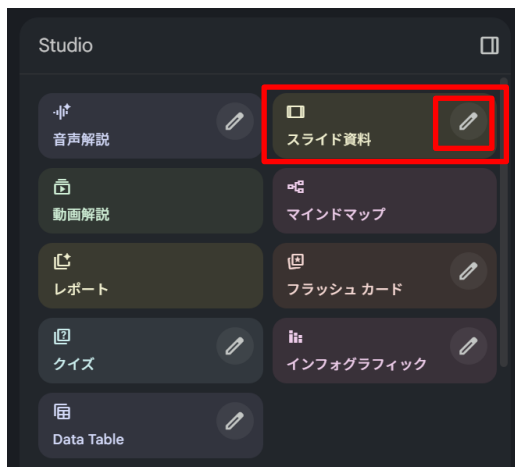 Studio
音声解説
スライド資料
動画解説
マインドマップ
レポート
フラッシュ カード
クイズ
インフォグラフィック
Data Table